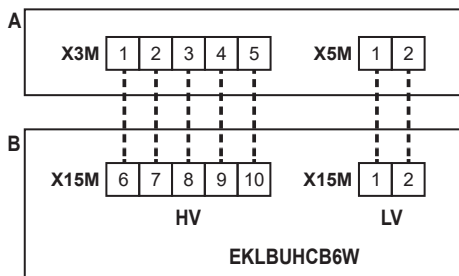 A
X3M 1 2 3 4 5 X5M 1 2
B
X15M 6 7 8 9 10 X15M 1 2
HV LV
EKLBUHCB6W